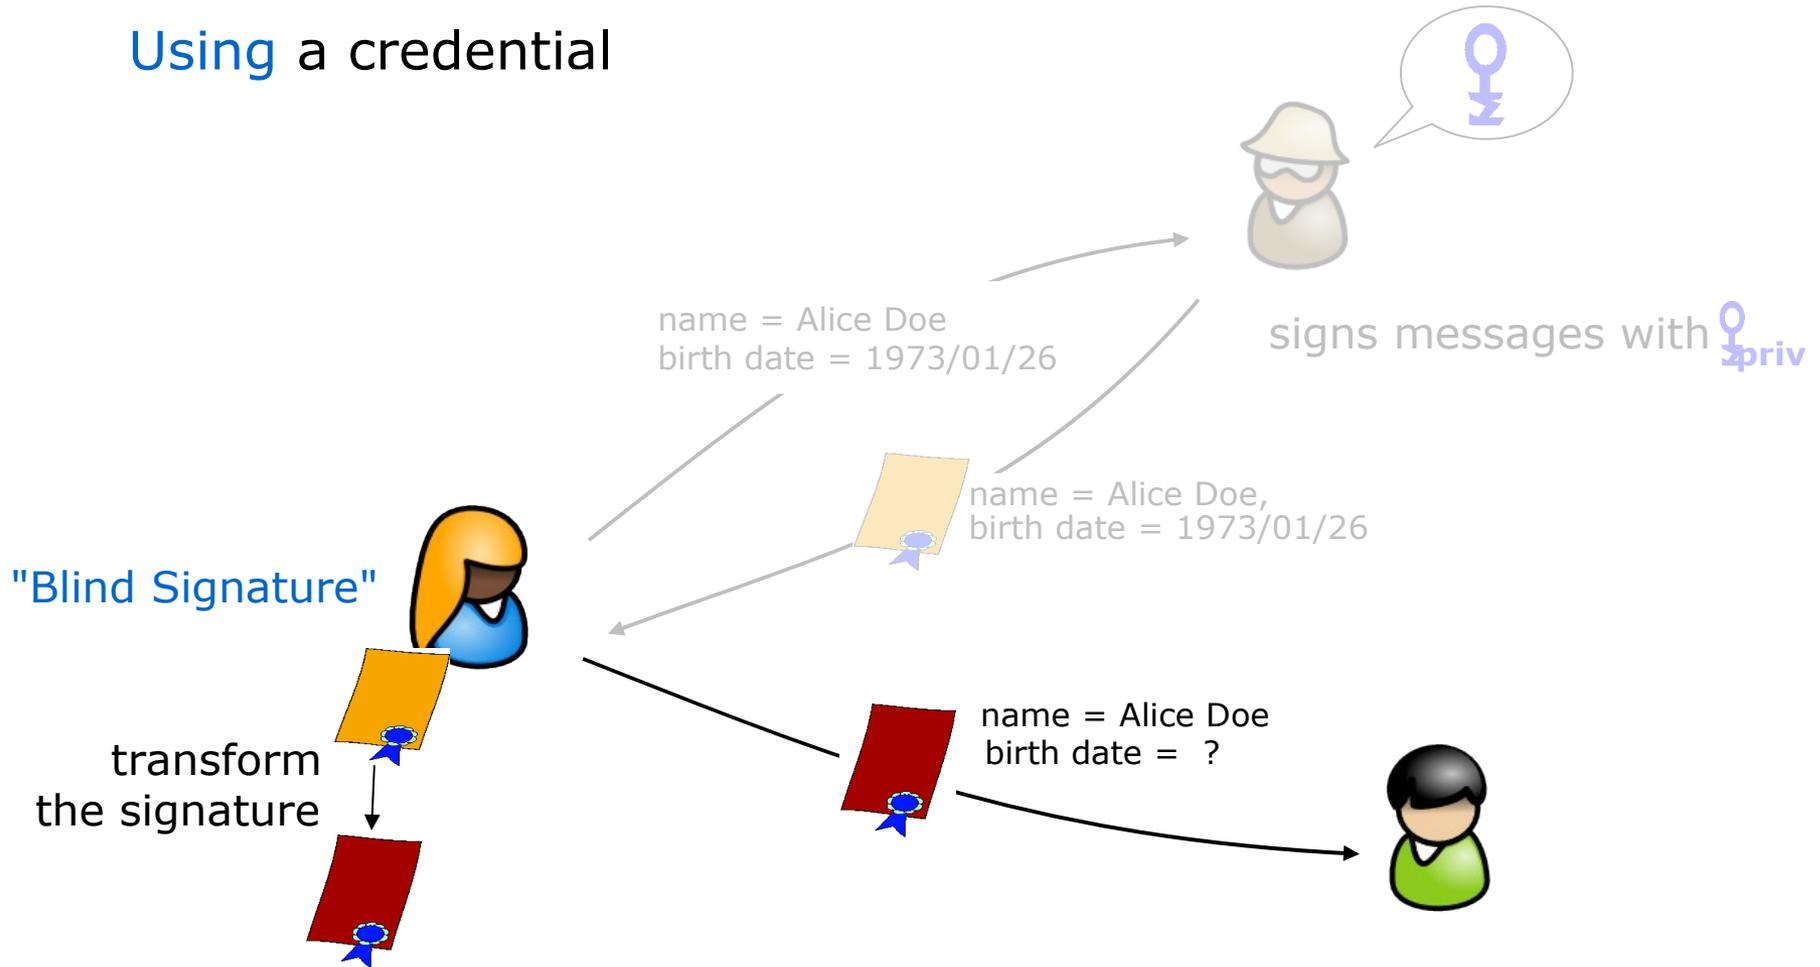 Using a credential
name = Alice Doe
birth date = 1973/01/26
signs messages with
priv
name = Alice Doe,
birth date = 1973/01/26
"Blind Signature"
transform
the signature
name = Alice Doe
birth date = ?